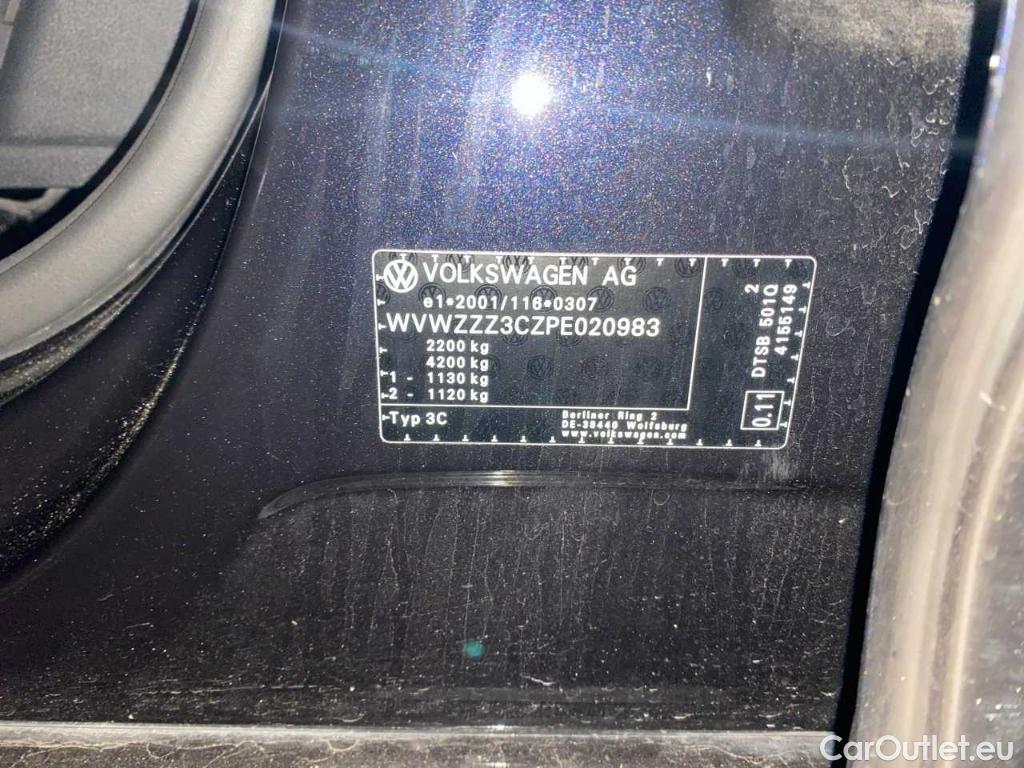 VOLKSWAGEN AG
e1*2001/116*0307
WVWZZZ3CZPE020983
2200 kg
4200 kg
1 - 1130 kg
2 - 1120 kg
Typ 3C
Berliner Ring 2
DE-38440 Wolfsburg
www.volkswagen.com
2
DTSB 501Q
4155149
0.11
CarOutlet.eu